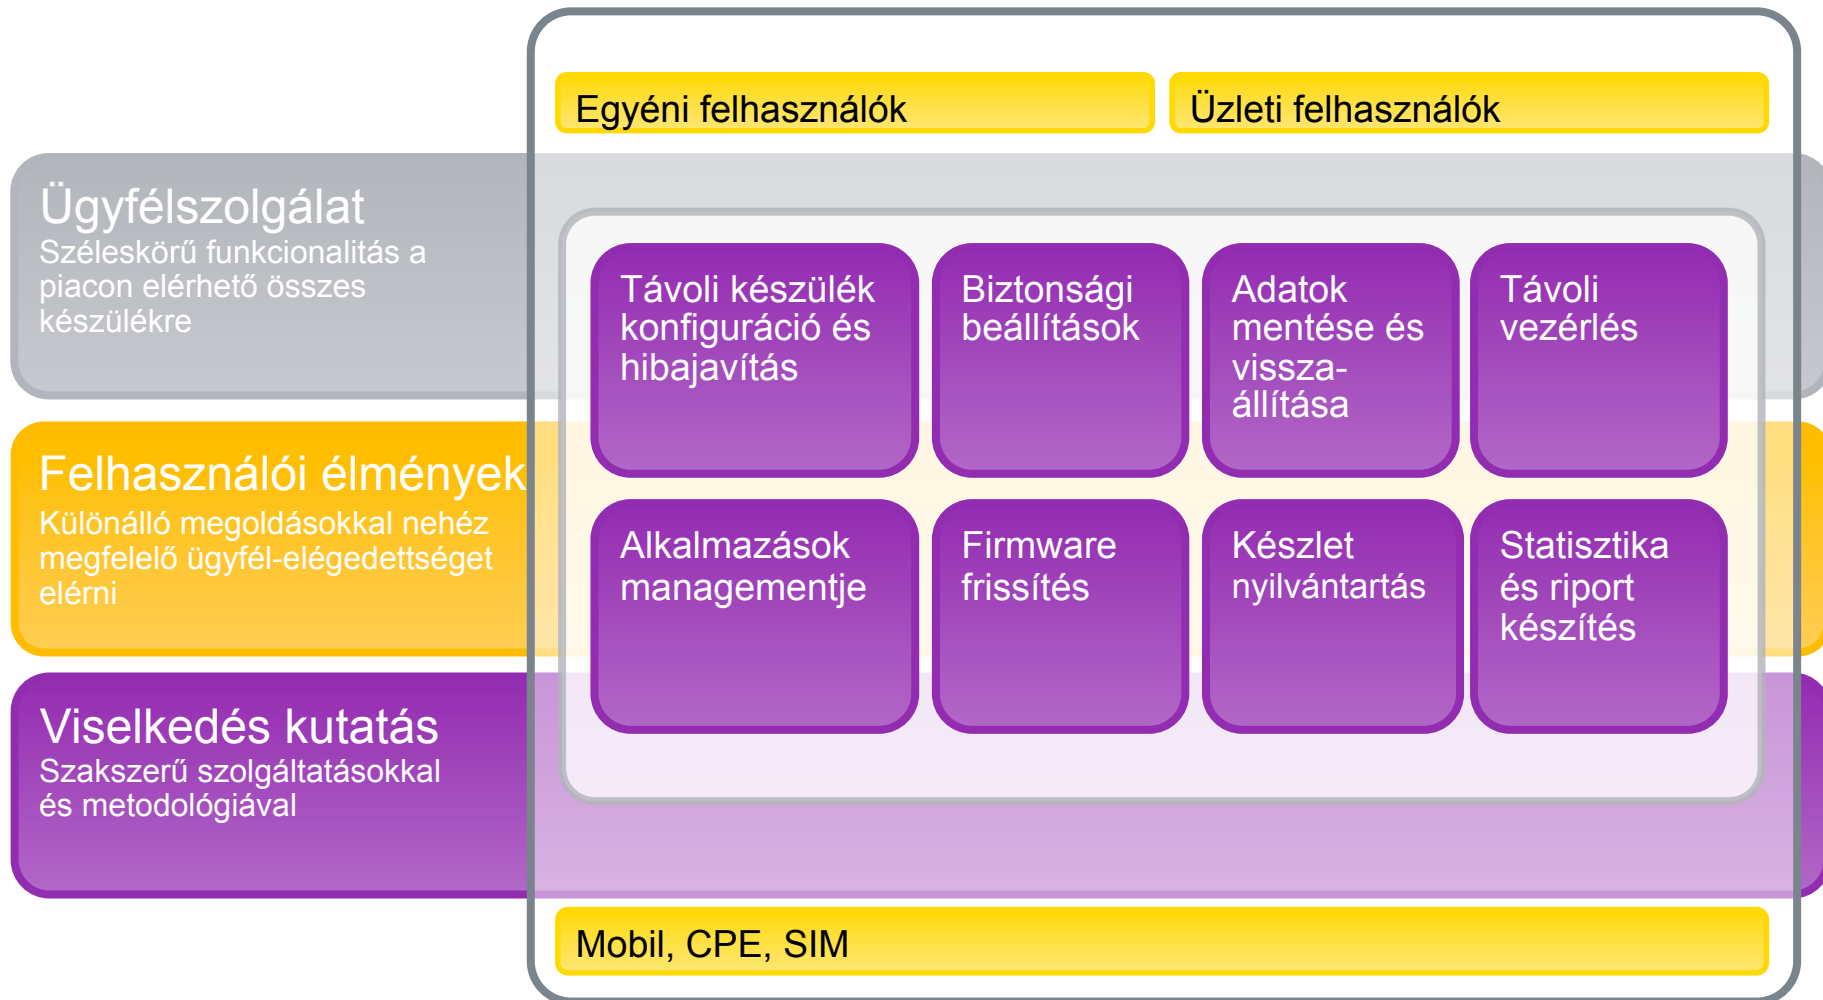 Egyéni felhasználók
Üzleti felhasználók
Ügyfélszolgálat
Széleskörű funkcionalitás a
piacon elérhető összes
készülékre
Távoli készülék
konfiguráció és
hibajavítás
Biztonsági
beállítások
Adatok
mentése és
vissza-
állítása
Távoli
vezérlés
Felhasználói élmények
Különálló megoldásokkal nehéz
megfelelő ügyfél-elégedettséget
elérni
Alkalmazások
managementje
Firmware
frissítés
Készlet
nyilvántartás
Statisztika
és riport
készítés
Viselkedés kutatás
Szakszerű szolgáltatásokkal
és metodológiával
Mobil, CPE, SIM